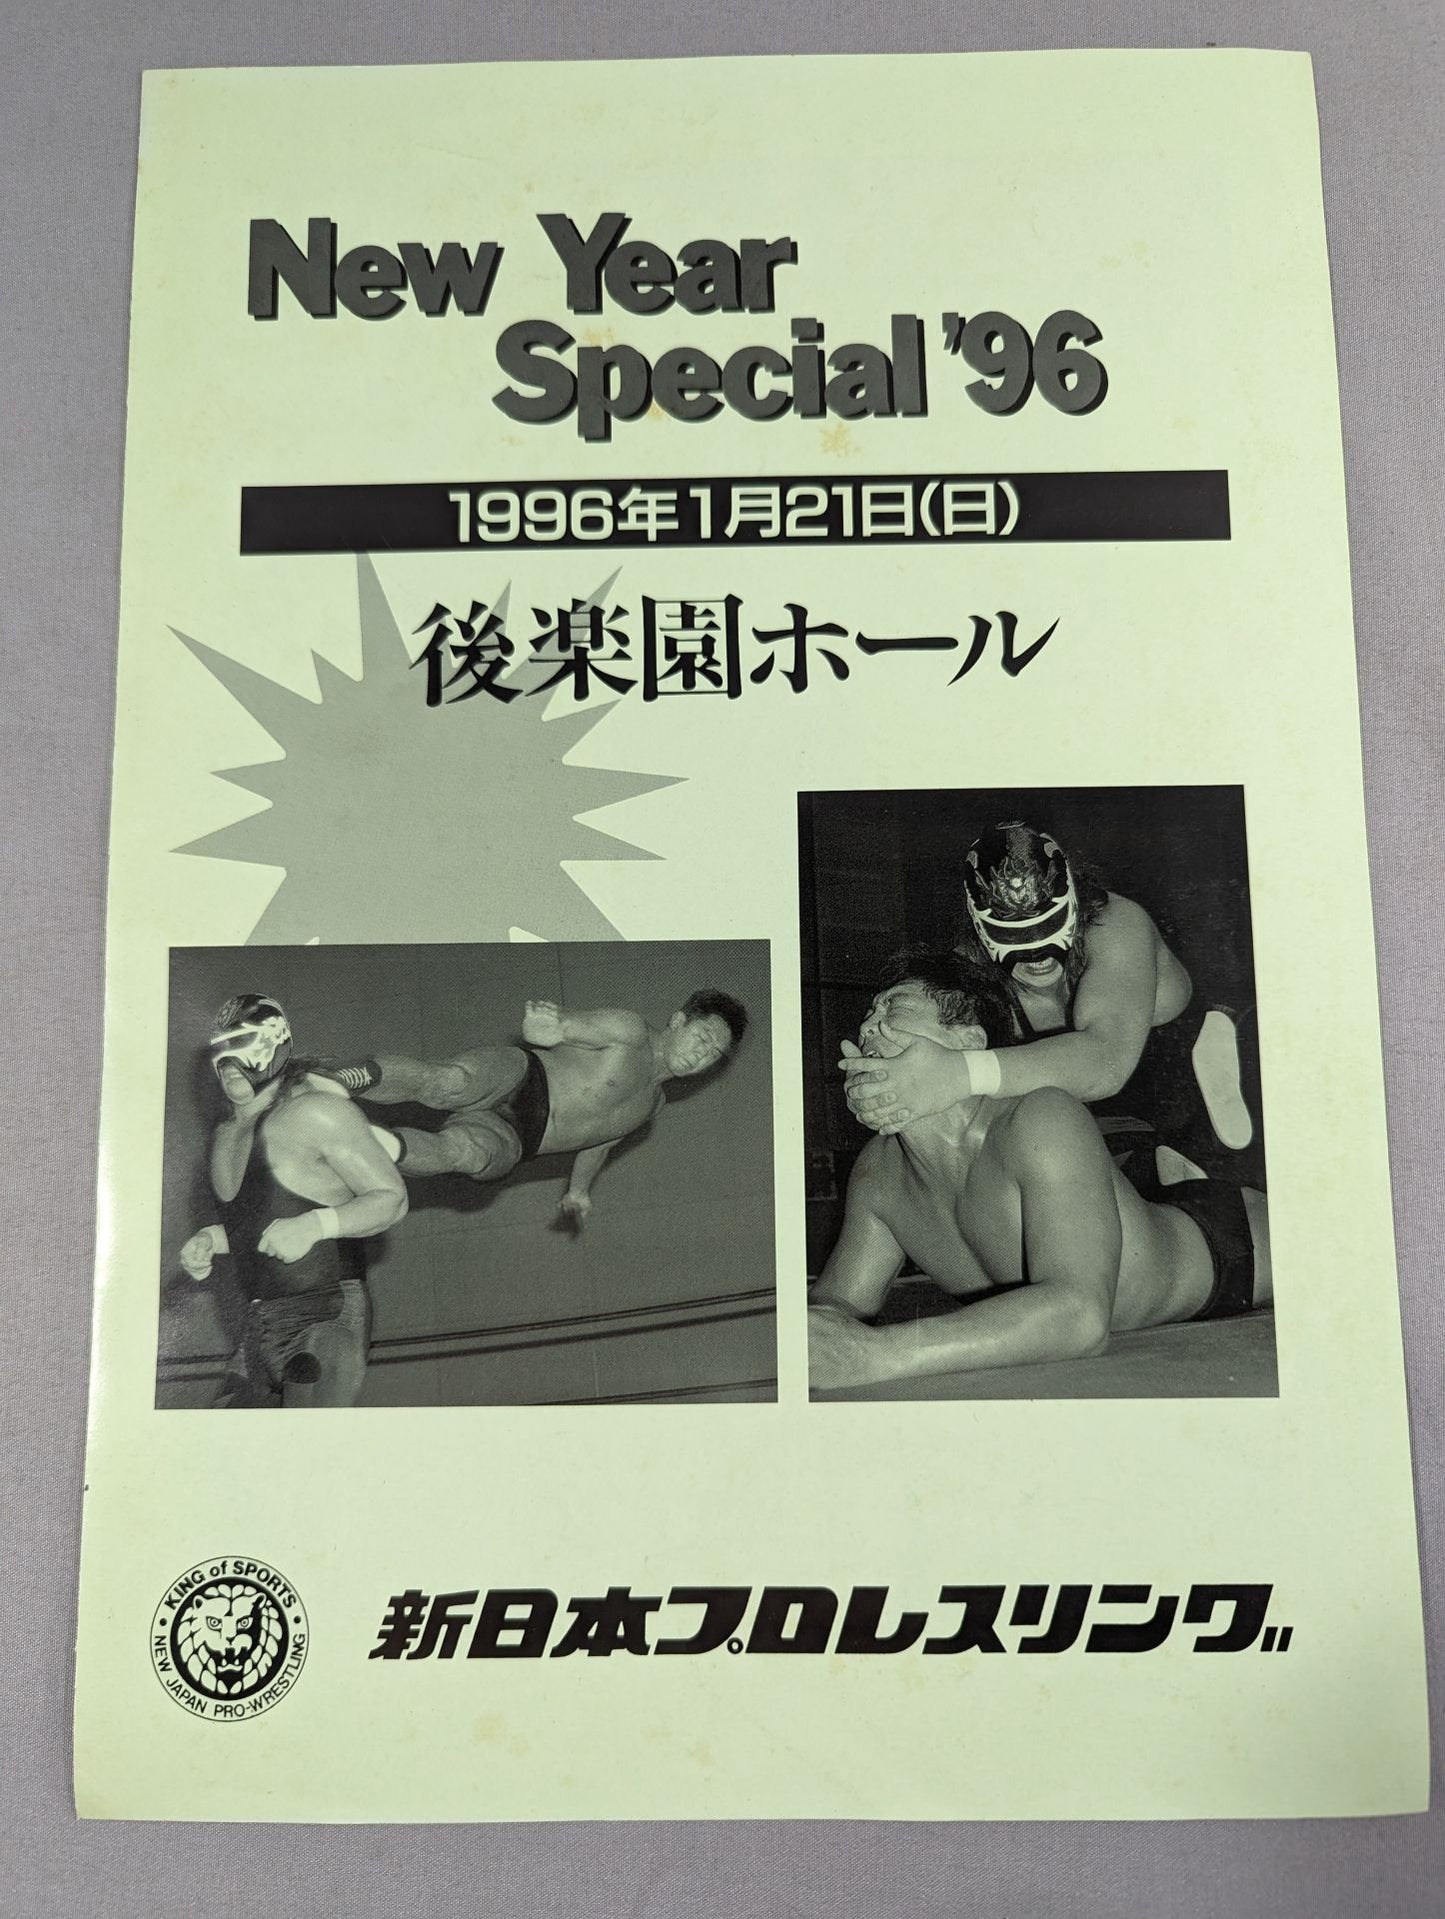 New Year
Special '96
1996年1月21日(日)
後楽園ホール
KING of SPORTS
NEW JAPAN PRO-WRESTLING
新日本プロレスリング